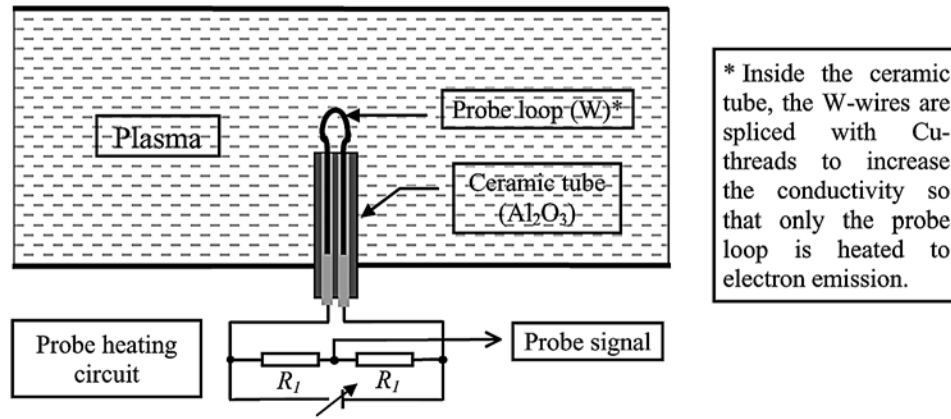 Plasma
Probe loop (W)*
Ceramic tube
(Al₂O₃)
* Inside the ceramic
tube, the W-wires are
spliced with Cu-
threads to increase
the conductivity so
that only the probe
loop is heated to
electron emission.
Probe heating
circuit
R₁ R₁
Probe signal